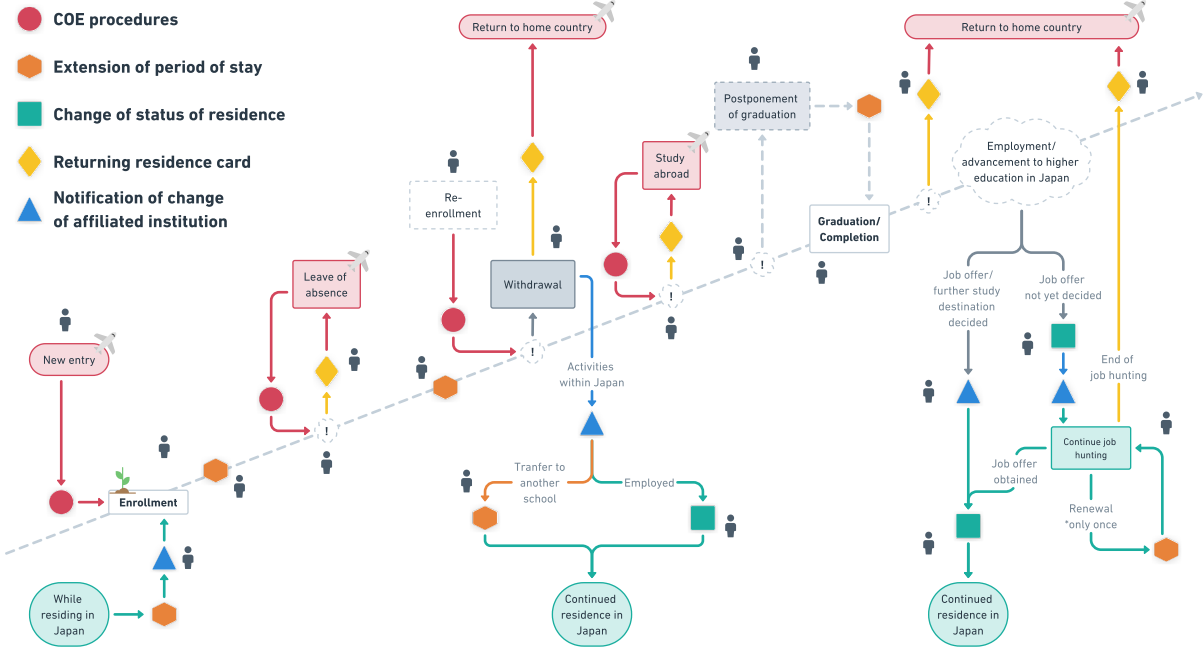 COE procedures
Extension of period of stay
Change of status of residence
Returning residence card
Notification of change
of affiliated institution
New entry
Enrollment
While
residing in
Japan
Leave of
absence
!
Re-
enrollment
Return to home country
Withdrawal
!
Activities
within Japan
Tranfer to
another
school
Employed
Continued
residence in
Japan
Study
abroad
!
Postponement
of graduation
!
Graduation/
Completion
Return to home country
!
Employment/
advancement to higher
education in Japan
Job offer/
further study
destination
decided
Job offer
not yet decided
End of
job hunting
Continue job
hunting
Job offer
obtained
Renewal
*only once
Continued
residence in
Japan